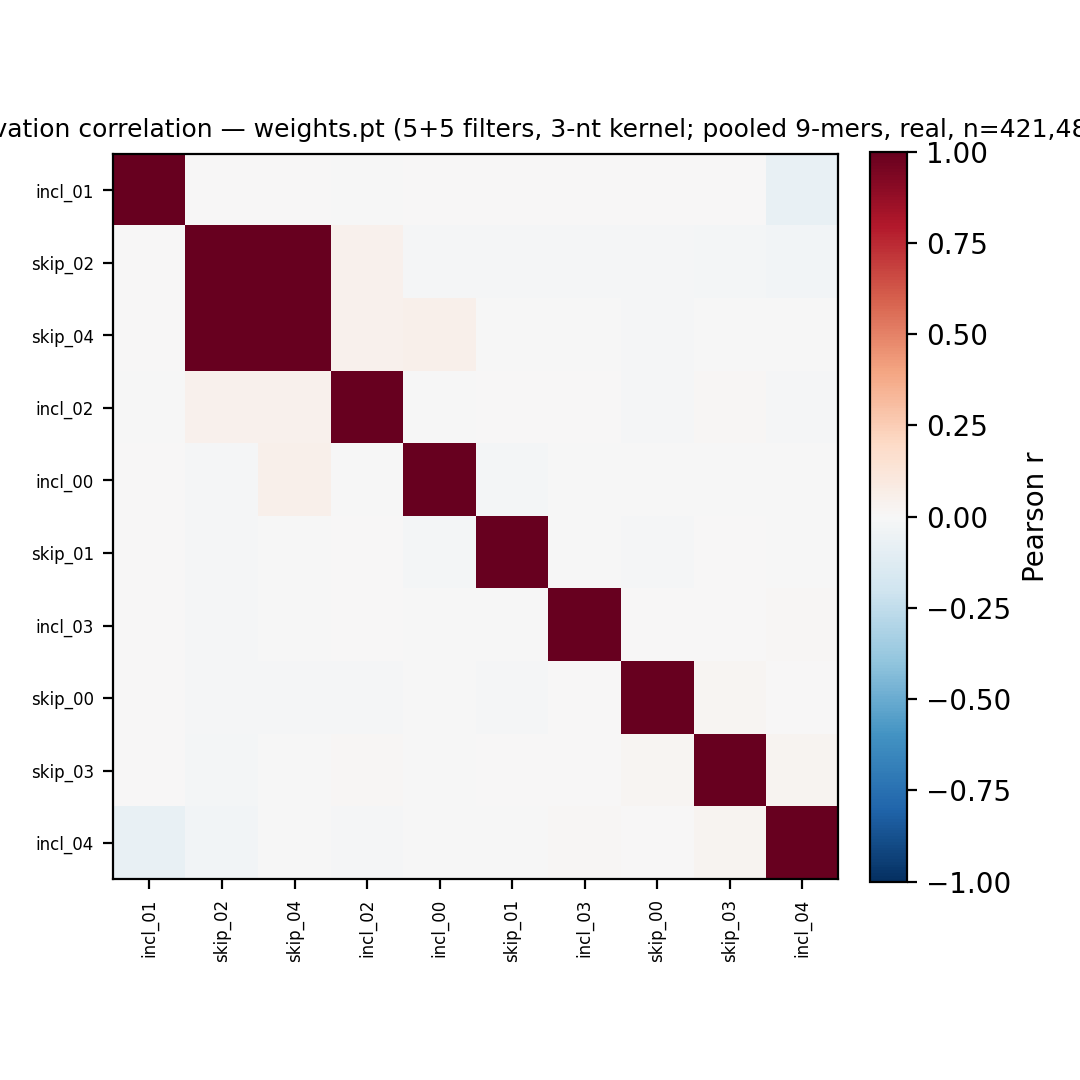 vation correlation — weights.pt (5+5 filters, 3-nt kernel; pooled 9-mers, real, n=421,48
incl_01
skip_02
skip_04
incl_02
incl_00
skip_01
incl_03
skip_00
skip_03
incl_04
incl_01
skip_02
skip_04
incl_02
incl_00
skip_01
incl_03
skip_00
skip_03
incl_04
1.00
0.75
0.50
0.25
0.00
−0.25
−0.50
−0.75
−1.00
Pearson r